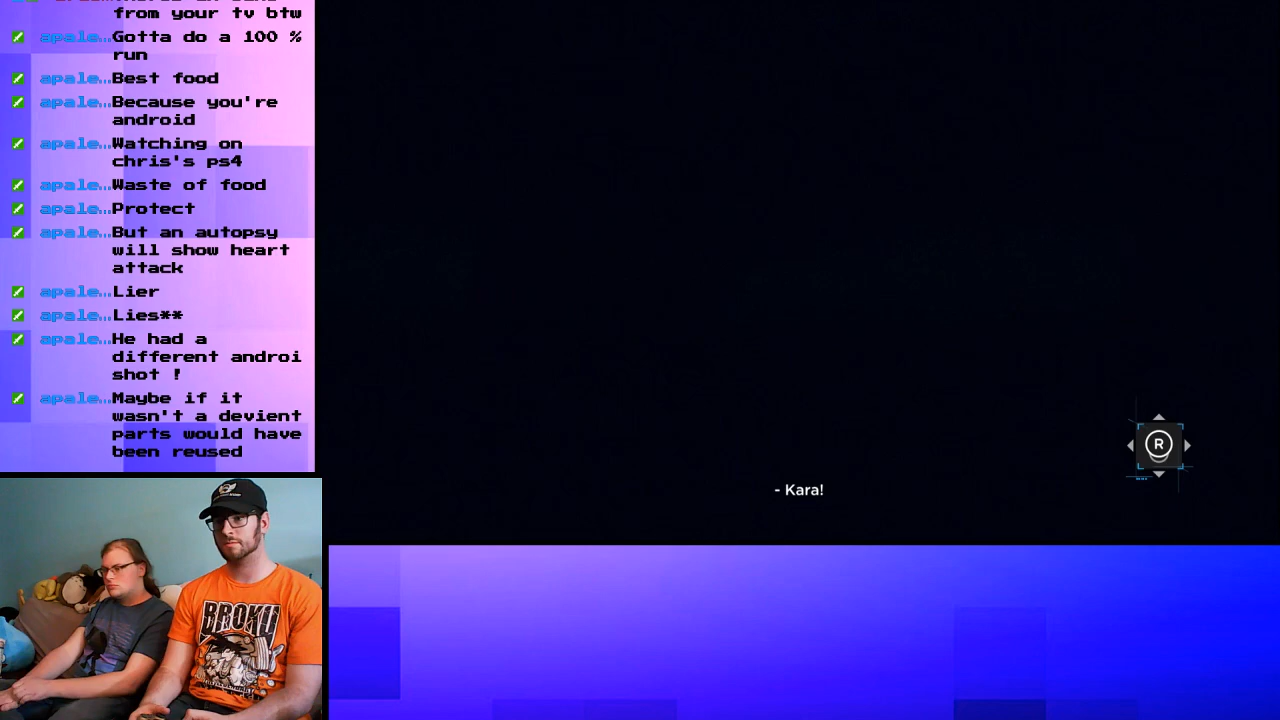 from your tv btw
apale…Gotta do a 100 %
run
apale…Best food
apale…Because you're
android
apale…Watching on
chris's ps4
apale…Waste of food
apale…Protect
apale…But an autopsy
will show heart
attack
apale…Lier
apale…Lies**
apale…He had a
different androi
shot !
apale…Maybe if it
wasn't a devient
parts would have
been reused
R
- Kara!
BROKU